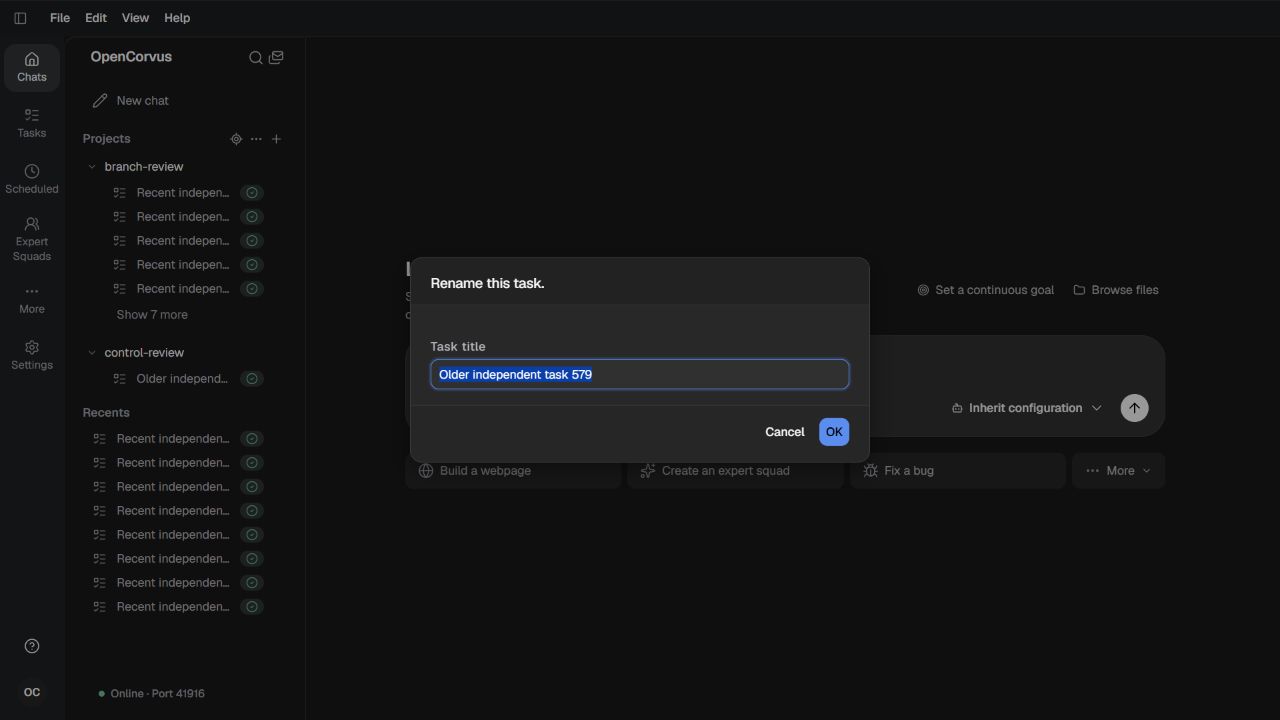 File Edit View Help
Chats
Tasks
Scheduled
Expert
Squads
More
Settings
OC
OpenCorvus
New chat
Projects
branch-review
Recent indepen...
Recent indepen...
Recent indepen...
Recent indepen...
Recent indepen...
Show 7 more
control-review
Older independ...
Recents
Recent independen...
Recent independen...
Recent independen...
Recent independen...
Recent independen...
Recent independen...
Recent independen...
Recent independen...
Online · Port 41916
Set a continuous goal Browse files
Rename this task.
Task title
Older independent task 579
Cancel OK
Inherit configuration
Build a webpage Create an expert squad Fix a bug More